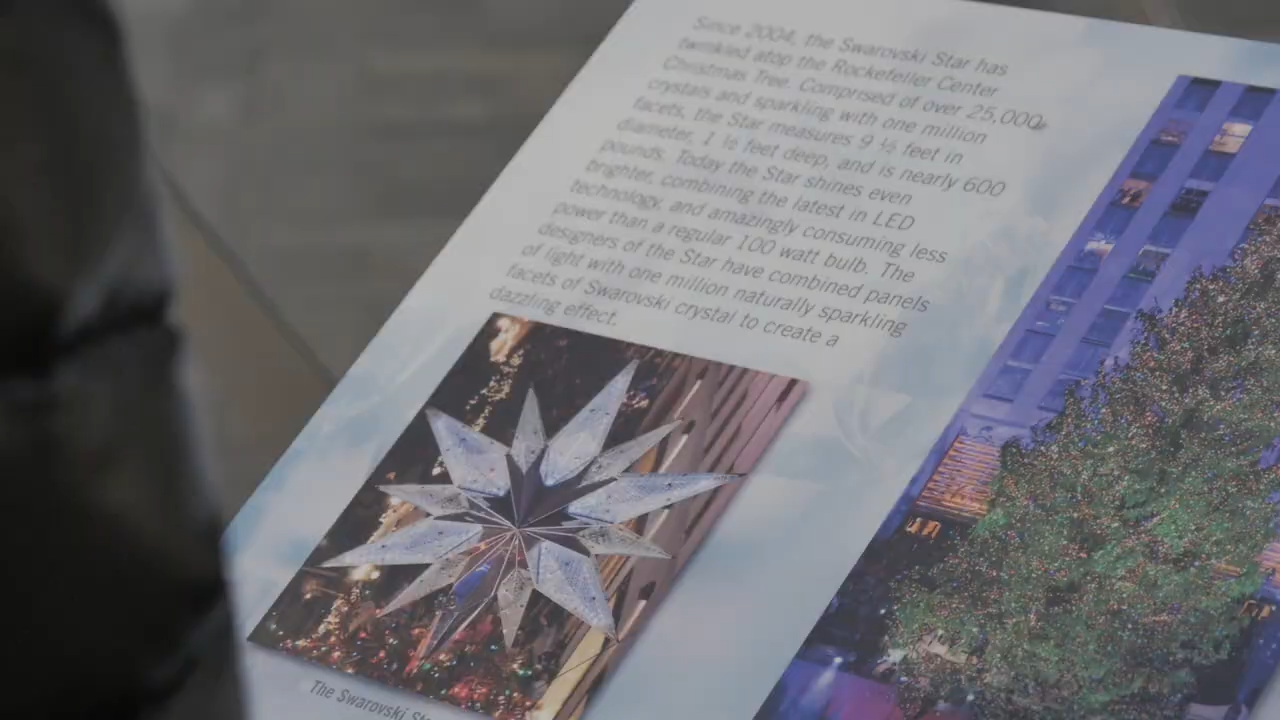 Since 2004, the Swarovski Star has
twinkled atop the Rockefeller Center
Christmas Tree. Comprised of over 25,000
crystals and sparkling with one million
facets, the Star measures 9 ½ feet in
diameter, 1 ½ feet deep, and is nearly 600
pounds. Today the Star shines even
brighter, combining the latest in LED
technology, and amazingly consuming less
power than a regular 100 watt bulb. The
designers of the Star have combined panels
of light with one million naturally sparkling
facets of Swarovski crystal to create a
dazzling effect.
The Swarovski